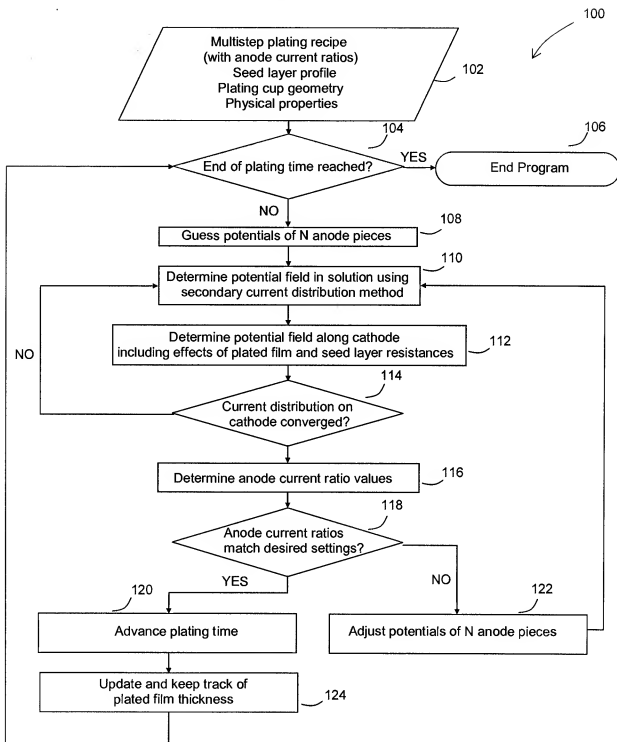 100
Multistep plating recipe
(with anode current ratios)
Seed layer profile
Plating cup geometry
Physical properties
102
104
End of plating time reached?
YES
106
End Program
NO
108
Guess potentials of N anode pieces
110
Determine potential field in solution using
secondary current distribution method
112
Determine potential field along cathode
including effects of plated film and seed layer resistances
NO
114
Current distribution on
cathode converged?
Determine anode current ratio values
116
118
Anode current ratios
match desired settings?
YES
NO
120
Advance plating time
122
Adjust potentials of N anode pieces
Update and keep track of
plated film thickness
124